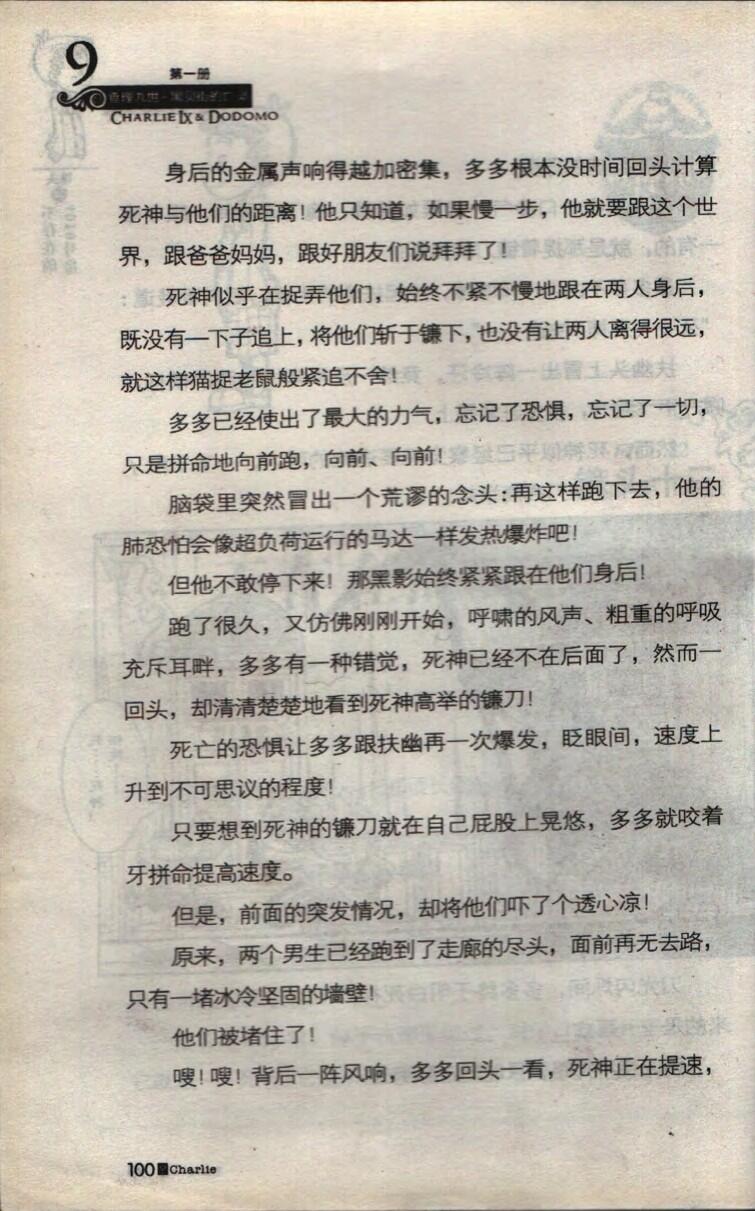 9
第一册
CHARLIE IX & DODOMO
身后的金属声响得越加密集，多多根本没时间回头计算
死神与他们的距离！他只知道，如果慢一步，他就要跟这个世
界，跟爸爸妈妈，跟好朋友们说拜拜了！
死神似乎在捉弄他们，始终不紧不慢地跟在两人身后，
既没有一下子追上，将他们斩于镰下，也没有让两人离得很远，
就这样猫捉老鼠般紧追不舍！
多多已经使出了最大的力气，忘记了恐惧，忘记了一切，
只是拼命地向前跑，向前、向前！
脑袋里突然冒出一个荒谬的念头：再这样跑下去，他的
肺恐怕会像超负荷运行的马达一样发热爆炸吧！
但他不敢停下来！那黑影始终紧紧跟在他们身后！
跑了很久，又仿佛刚刚开始，呼啸的风声、粗重的呼吸
充斥耳畔，多多有一种错觉，死神已经不在后面了，然而一
回头，却清清楚楚地看到死神高举的镰刀！
死亡的恐惧让多多跟扶幽再一次爆发，眨眼间，速度上
升到不可思议的程度！
只要想到死神的镰刀就在自己屁股上晃悠，多多就咬着
牙拼命提高速度。
但是，前面的突发情况，却将他们吓了个透心凉！
原来，两个男生已经跑到了走廊的尽头，面前再无去路，
只有一堵冰冷坚固的墙壁！
他们被堵住了！
嗖！嗖！背后一阵风响，多多回头一看，死神正在提速，
100 Charlie